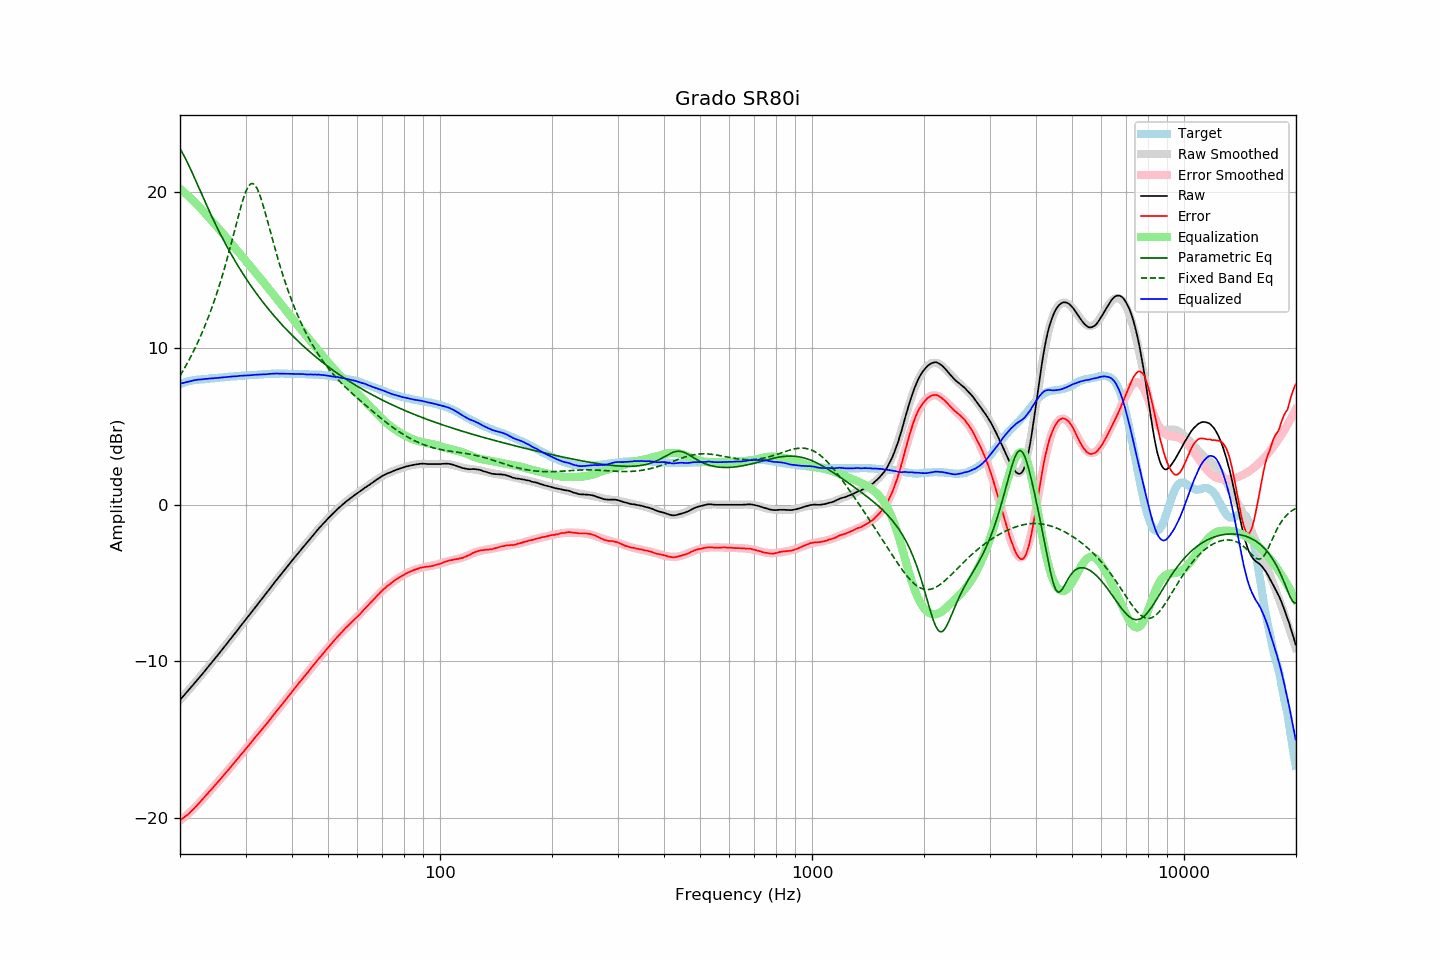 Grado SR80i
Target
Raw Smoothed
Error Smoothed
Raw
Error
Equalization
Parametric Eq
Fixed Band Eq
Equalized
20
10
0
−10
−20
Amplitude (dBr)
100
1000
10000
Frequency (Hz)